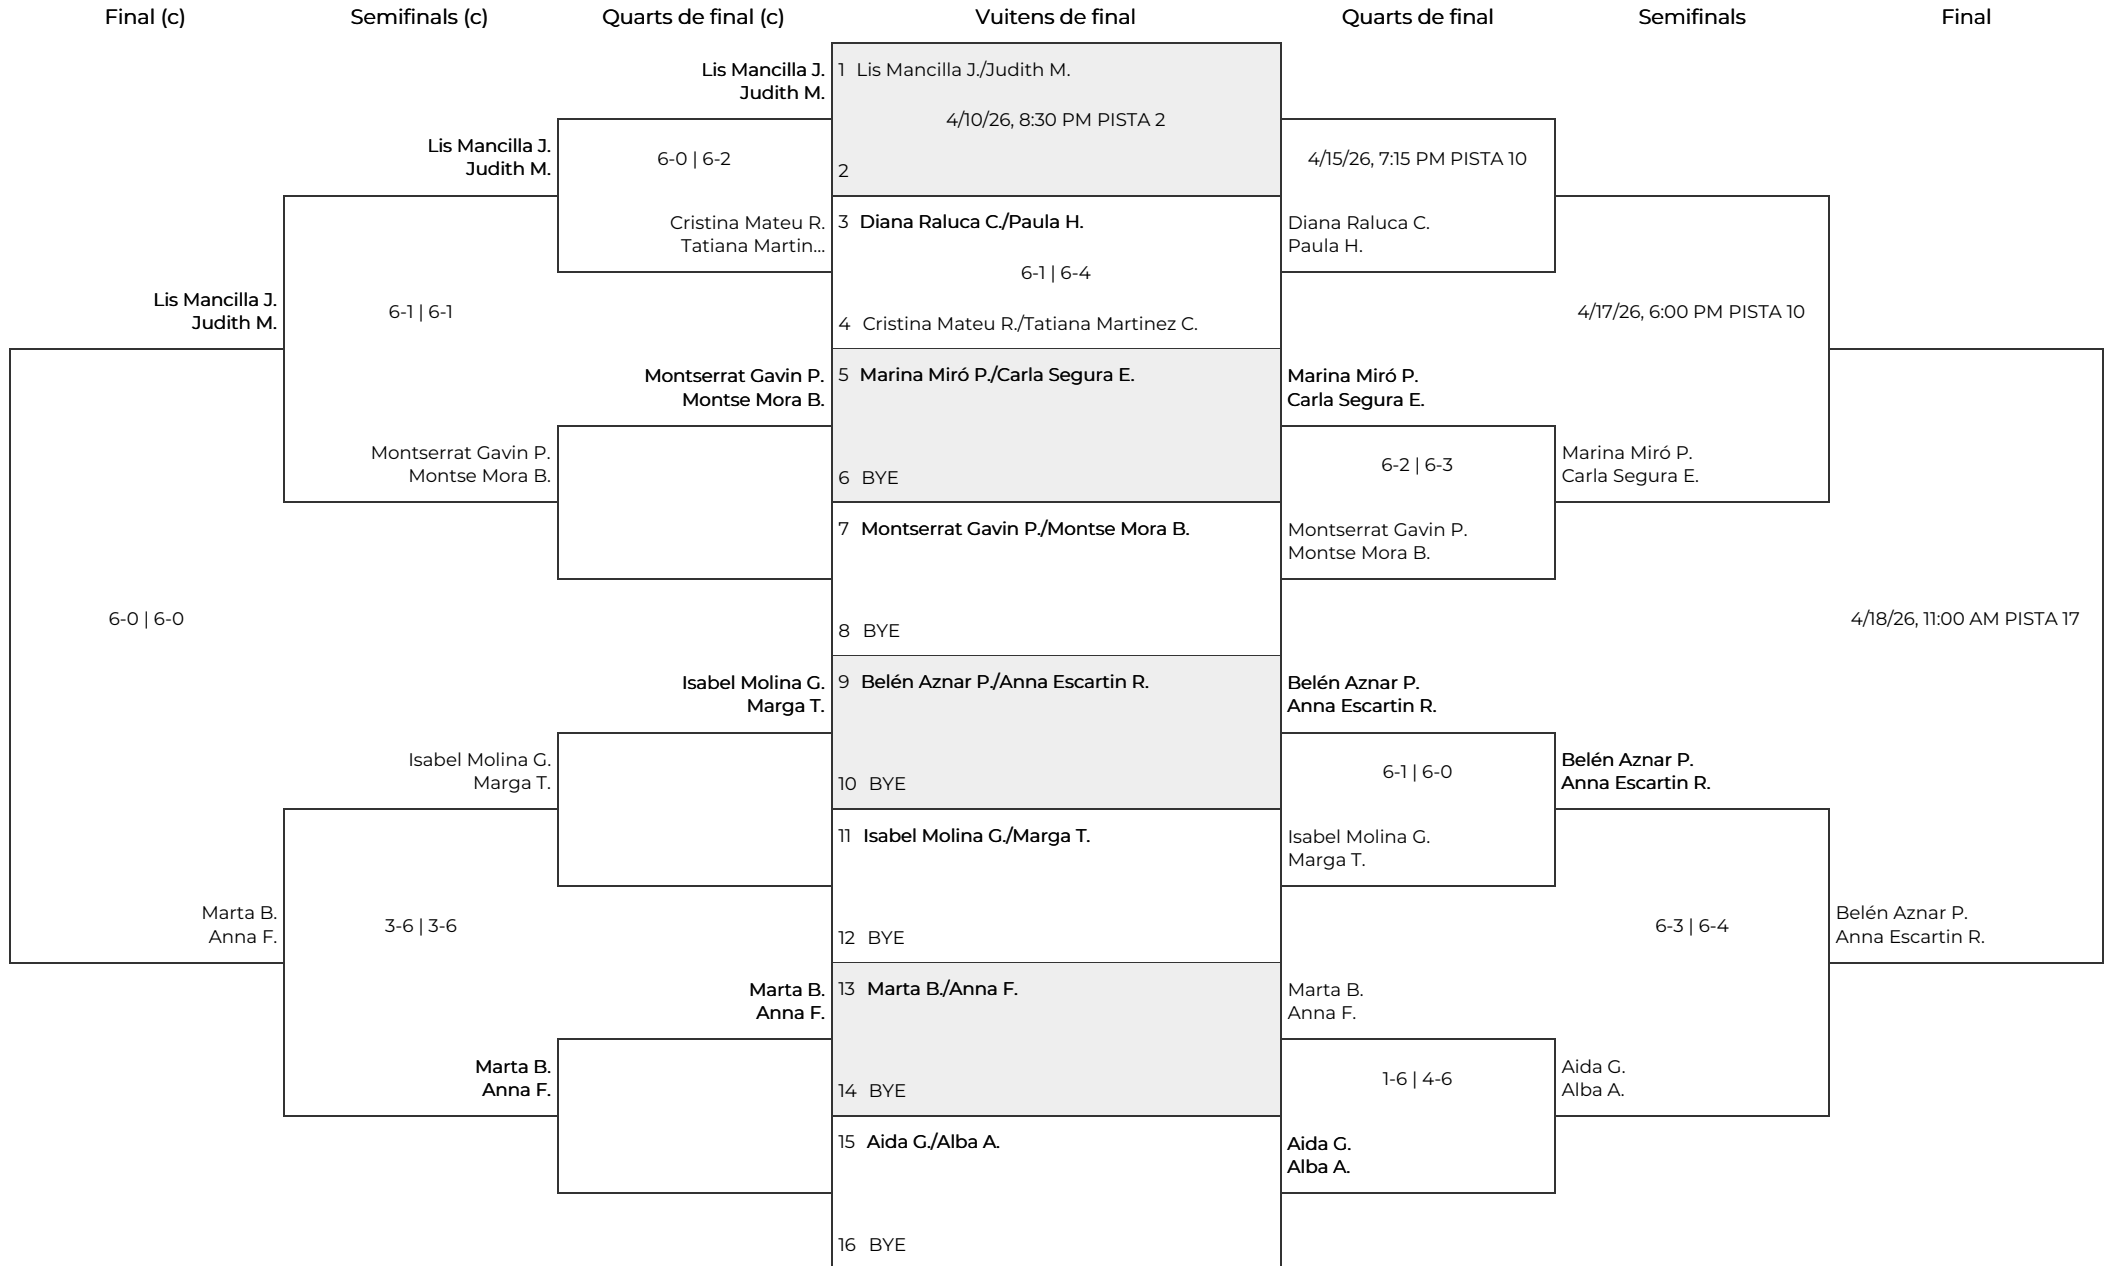 Final (c)
Semifinals (c)
Quarts de final (c)
Vuitens de final
Quarts de final
Semifinals
Final
Lis Mancilla J.
Judith M.
6-0 | 6-0
Marta B.
Anna F.
Lis Mancilla J.
Judith M.
6-1 | 6-1
Montserrat Gavin P.
Montse Mora B.
Isabel Molina G.
Marga T.
3-6 | 3-6
Marta B.
Anna F.
Lis Mancilla J.
Judith M.
6-0 | 6-2
Cristina Mateu R.
Tatiana Martin...
Montserrat Gavin P.
Montse Mora B.
Isabel Molina G.
Marga T.
Marta B.
Anna F.
1 Lis Mancilla J./Judith M.
4/10/26, 8:30 PM PISTA 2
2
3 Diana Raluca C./Paula H.
6-1 | 6-4
4 Cristina Mateu R./Tatiana Martinez C.
5 Marina Miró P./Carla Segura E.
6 BYE
7 Montserrat Gavin P./Montse Mora B.
8 BYE
9 Belén Aznar P./Anna Escartin R.
10 BYE
11 Isabel Molina G./Marga T.
12 BYE
13 Marta B./Anna F.
14 BYE
15 Aida G./Alba A.
16 BYE
4/15/26, 7:15 PM PISTA 10
Diana Raluca C.
Paula H.
Marina Miró P.
Carla Segura E.
6-2 | 6-3
Montserrat Gavin P.
Montse Mora B.
Belén Aznar P.
Anna Escartin R.
6-1 | 6-0
Isabel Molina G.
Marga T.
Marta B.
Anna F.
1-6 | 4-6
Aida G.
Alba A.
4/17/26, 6:00 PM PISTA 10
Marina Miró P.
Carla Segura E.
Belén Aznar P.
Anna Escartin R.
6-3 | 6-4
Aida G.
Alba A.
4/18/26, 11:00 AM PISTA 17
Belén Aznar P.
Anna Escartin R.